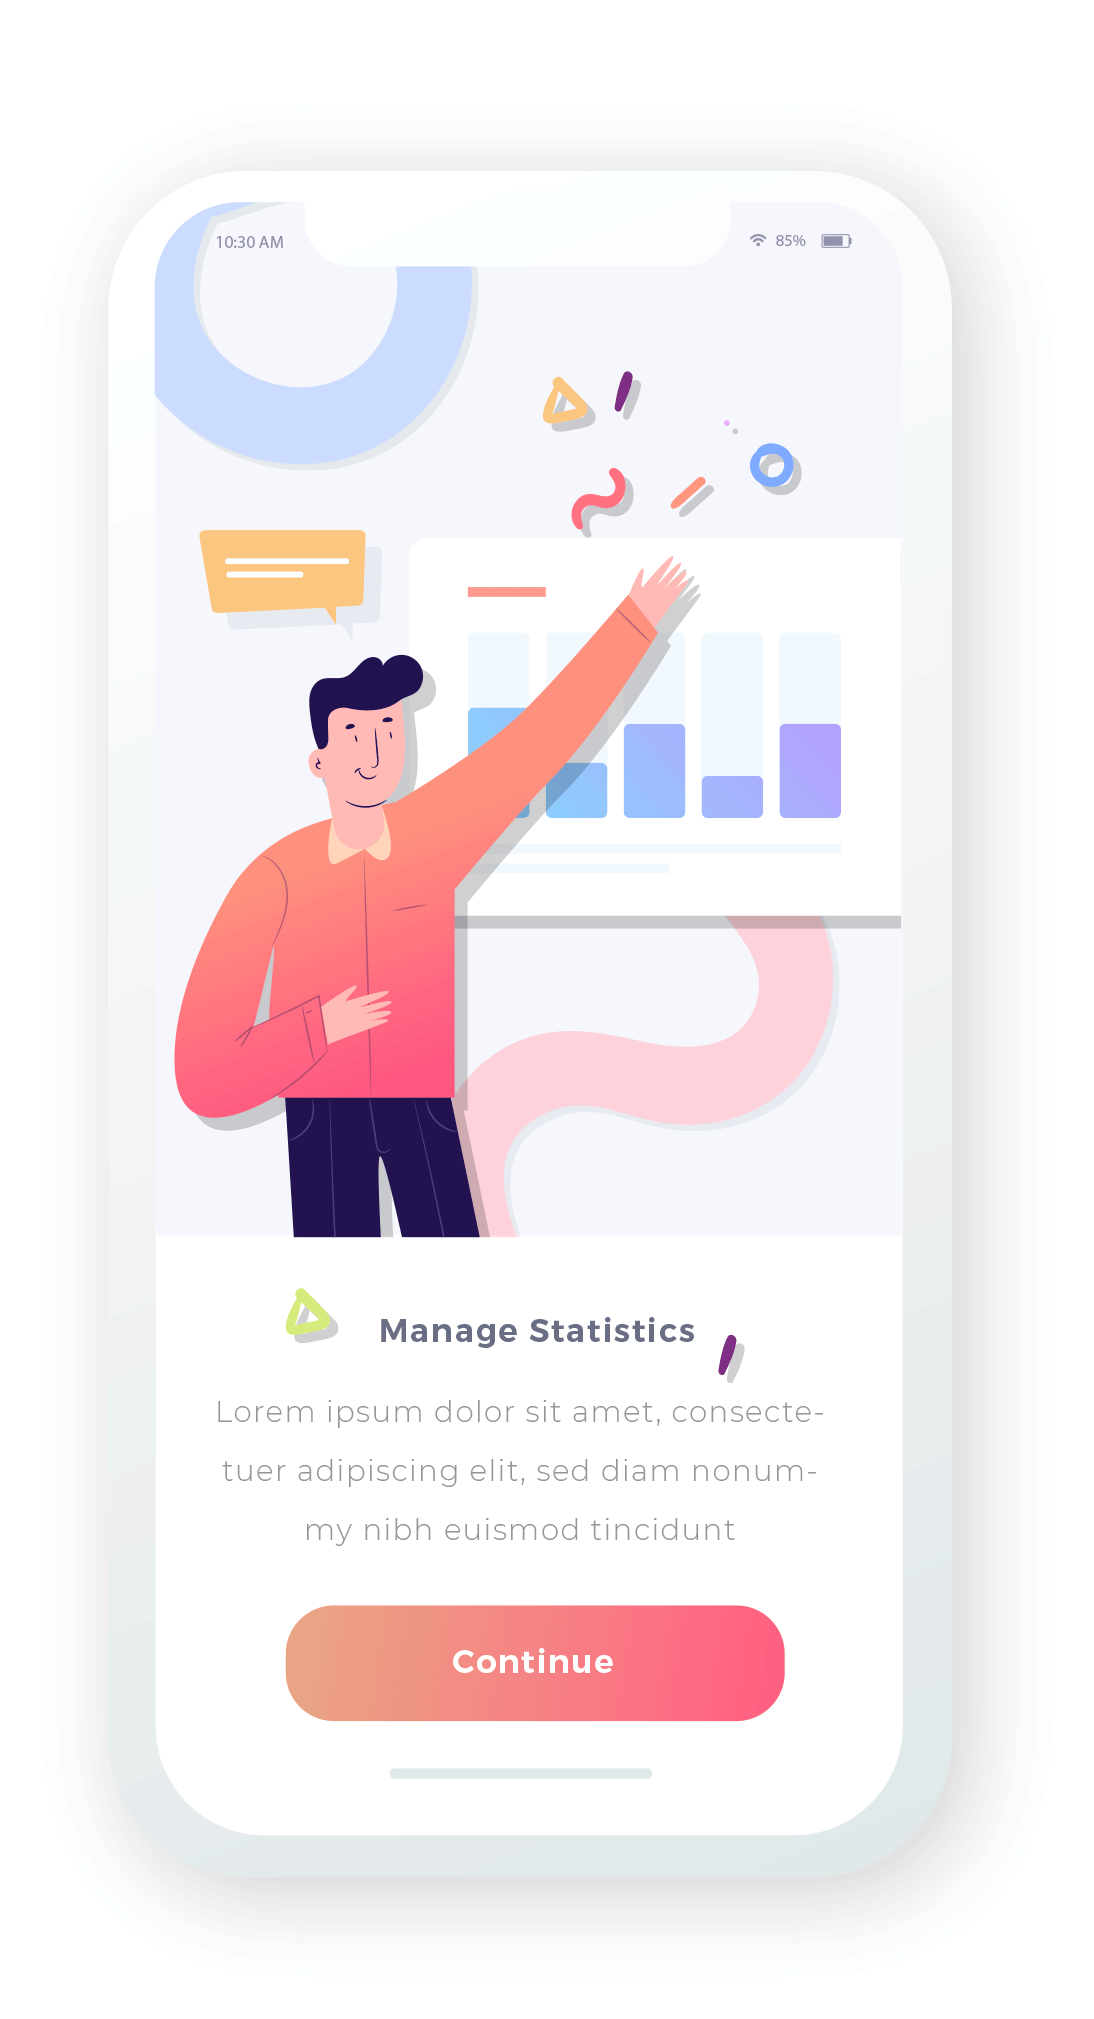 10:30 AM
85%
Manage Statistics
Lorem ipsum dolor sit amet, consecte-
tuer adipiscing elit, sed diam nonum-
my nibh euismod tincidunt
Continue